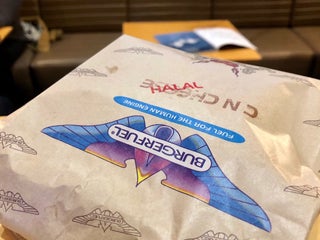 BURGERFUEL
FUEL FOR THE HUMAN ENGINE
C N
HALAL